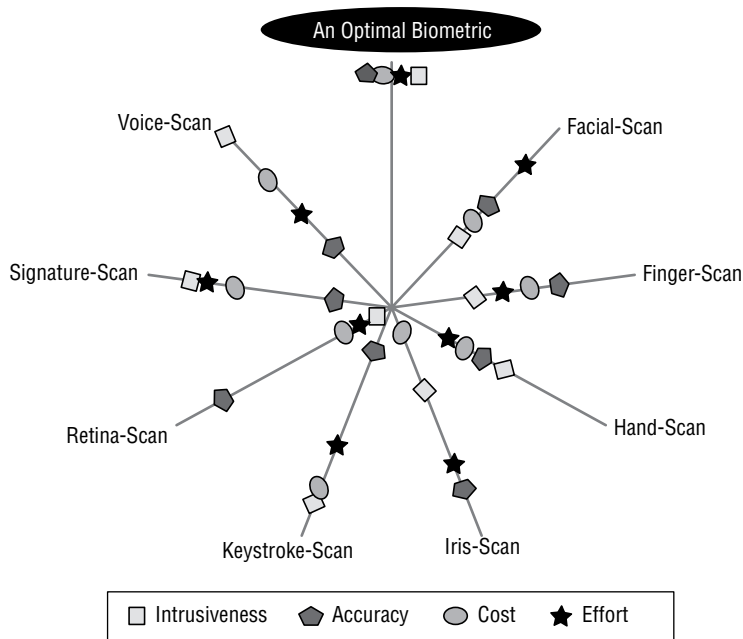 An Optimal Biometric
Voice-Scan
Facial-Scan
Signature-Scan
Finger-Scan
Retina-Scan
Hand-Scan
Keystroke-Scan
Iris-Scan
Intrusiveness Accuracy Cost Effort